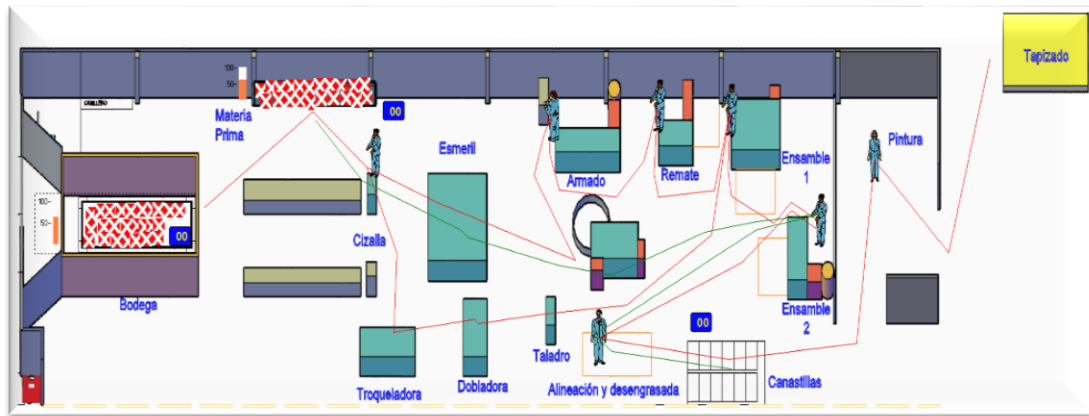 Tapizado
100-
50-
Materia
Prima
00
Esmeril
Armado
Remate
Ensamble
1
Pintura
100-
50-
00
Cizalla
Bodega
Ensamble
2
00
Taladro
Troqueladora
Dobladora
Alineación y desengrasada
Canastillas